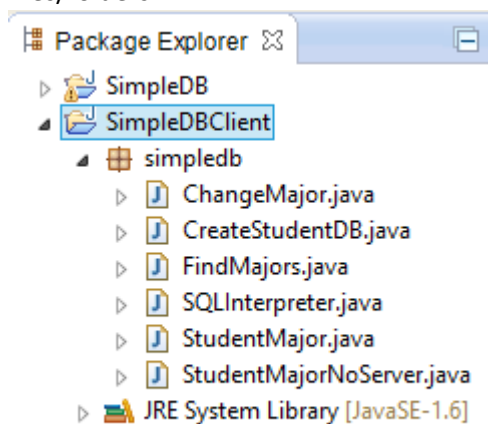 Package Explorer
SimpleDB
SimpleDBClient
simpledb
ChangeMajor.java
CreateStudentDB.java
FindMajors.java
SQLInterpreter.java
StudentMajor.java
StudentMajorNoServer.java
JRE System Library [JavaSE-1.6]